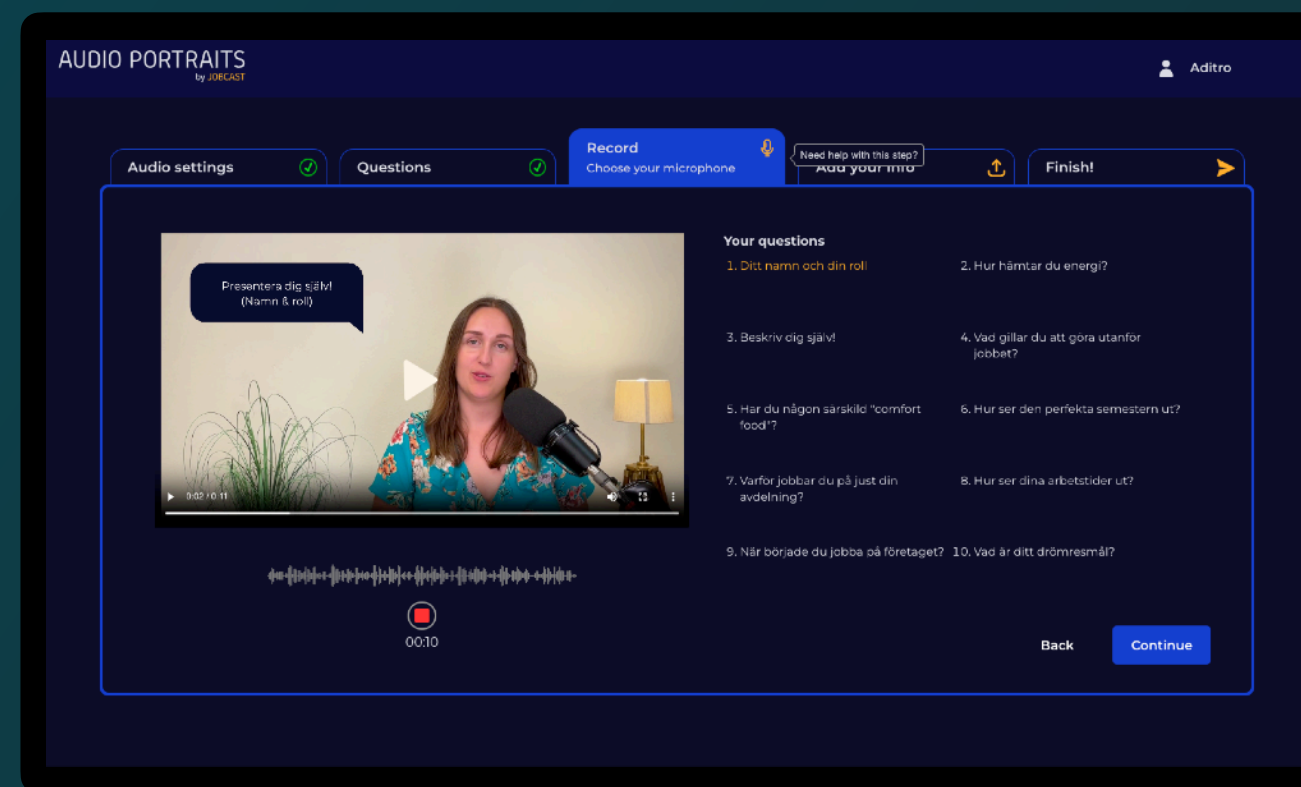 AUDIO PORTRAITS
by JOBCAST
Aditro
Audio settings
Questions
Record
Choose your microphone
Need help with this step?
Add your info
Finish!
Presentera dig själv!
(Namn & roll)
0:02 / 0:11
00:10
Your questions
1. Ditt namn och din roll
2. Hur hämtar du energi?
3. Beskriv dig själv!
4. Vad gillar du att göra utanför
jobbet?
5. Har du någon särskild "comfort
food"?
6. Hur ser den perfekta semestern ut?
7. Varför jobbar du på just din
avdelning?
8. Hur ser dina arbetstider ut?
9. När började du jobba på företaget?
10. Vad är ditt drömresmål?
Back
Continue